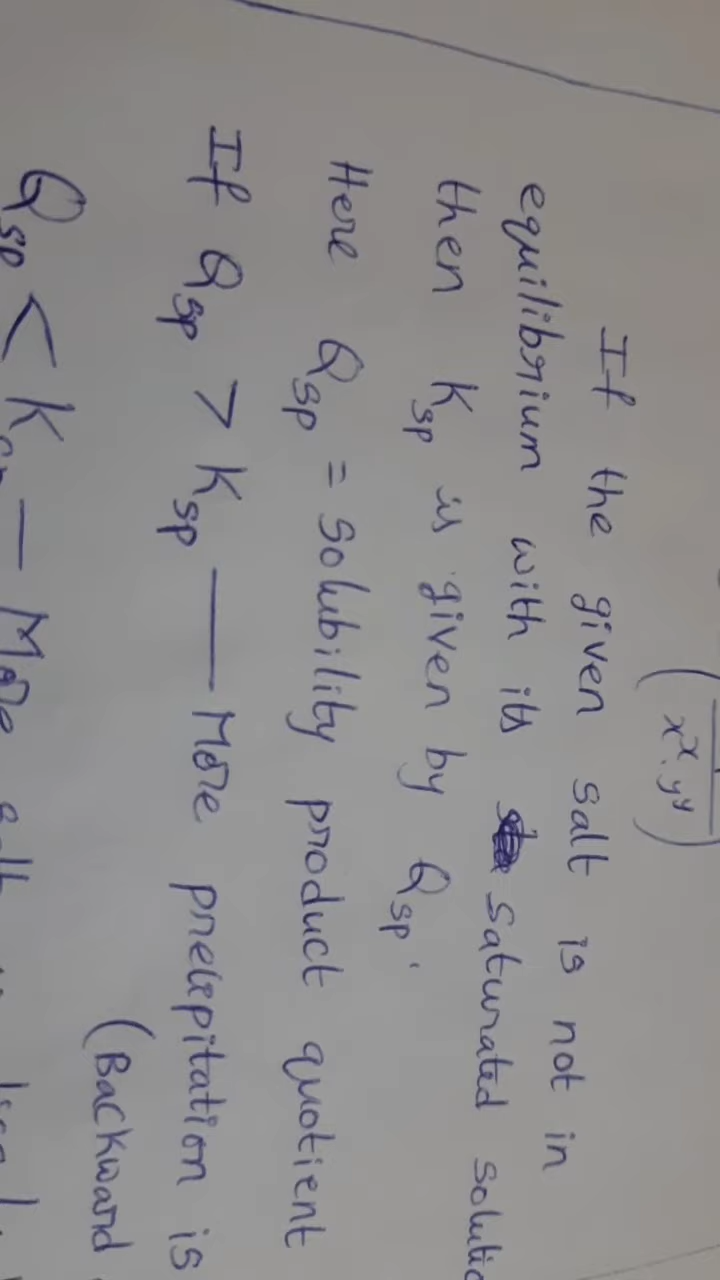 (x^x.y^y)
If the given salt is not in
equilibrium with its saturated
then Ksp is given by Qsp.
Here Qsp = Solubility product quotient
If Qsp > Ksp — More precipitation is
(Backward
Qsp < K — More